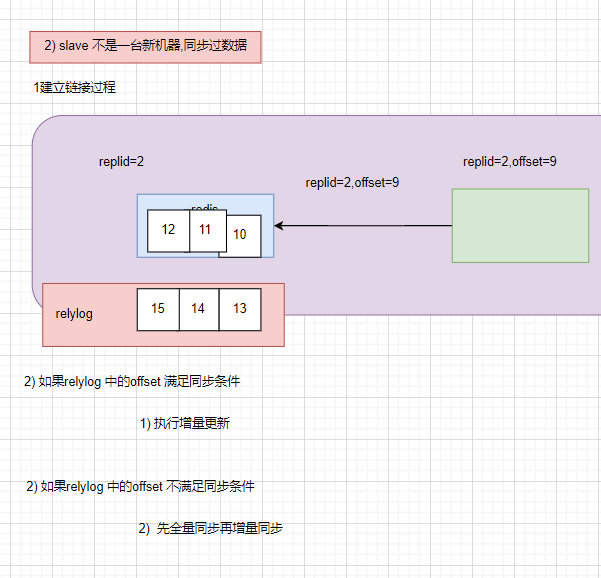 2) slave 不是一台新机器,同步过数据
1建立链接过程
replid=2
replid=2,offset=9
replid=2,offset=9
redis
12 11 10
relylog
15 14 13
2) 如果relylog 中的offset 满足同步条件
1) 执行增量更新
2) 如果relylog 中的offset 不满足同步条件
2) 先全量同步再增量同步